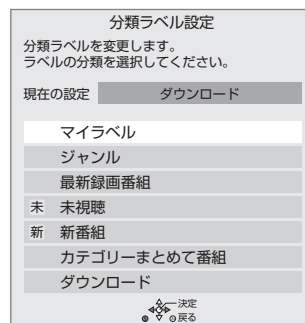 分類ラベル設定
分類ラベルを変更します。
ラベルの分類を選択してください。
現在の設定 ダウンロード
マイラベル
ジャンル
最新録画番組
未 未視聴
新 新番組
カテゴリーまとめて番組
ダウンロード
決定
戻る